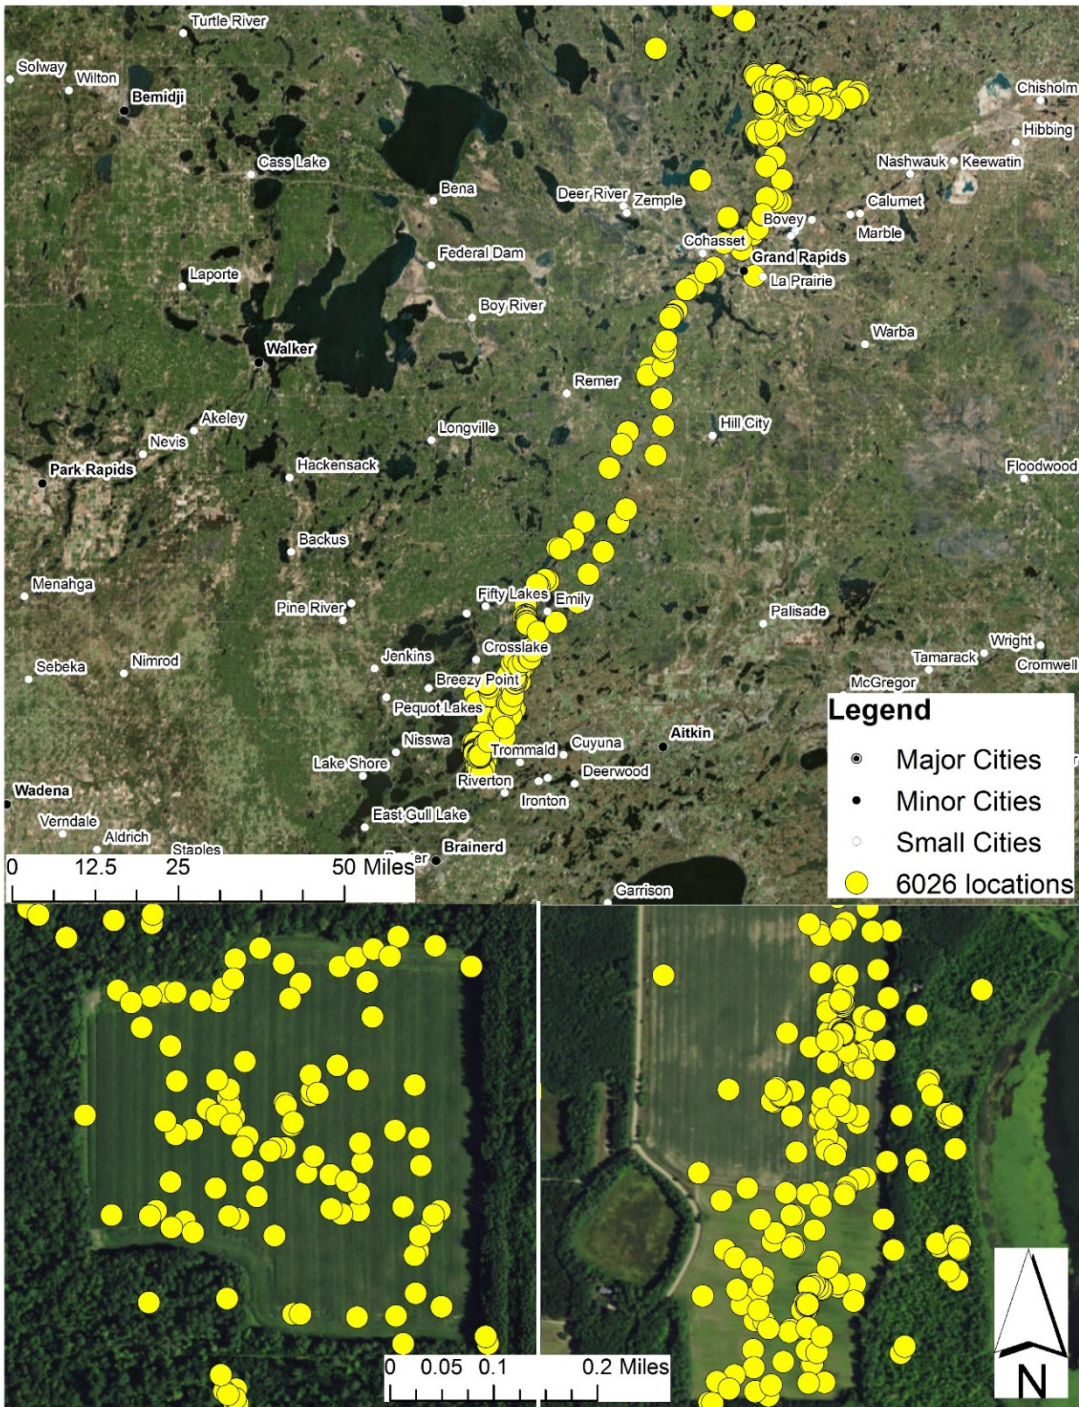 Turtle River
Solway
Wilton
Bemidji
Chisholm
Hibbing
Cass Lake
Nashwauk
Keewatin
Bena
Deer River
Zemple
Calumet
Bovey
Marble
Cohasset
Federal Dam
Grand Rapids
Laporte
La Prairie
Boy River
Warba
Walker
Remer
Akeley
Longville
Hill City
Nevis
Park Rapids
Hackensack
Floodwood
Backus
Menahga
Fifty Lakes
Emily
Pine River
Palisade
Wright
Crosslake
Tamarack
Cromwell
Sebeka
Nimrod
Jenkins
Breezy Point
McGregor
Pequot Lakes
Legend
Nisswa
Trommald
Cuyuna
Aitkin
Major Cities
Lake Shore
Riverton
Deerwood
Wadena
Ironton
Minor Cities
East Gull Lake
Verndale
Aldrich
Staples
Brainerd
Small Cities
0 12.5 25 50 Miles
6026 locations
Garrison
0 0.05 0.1 0.2 Miles
N